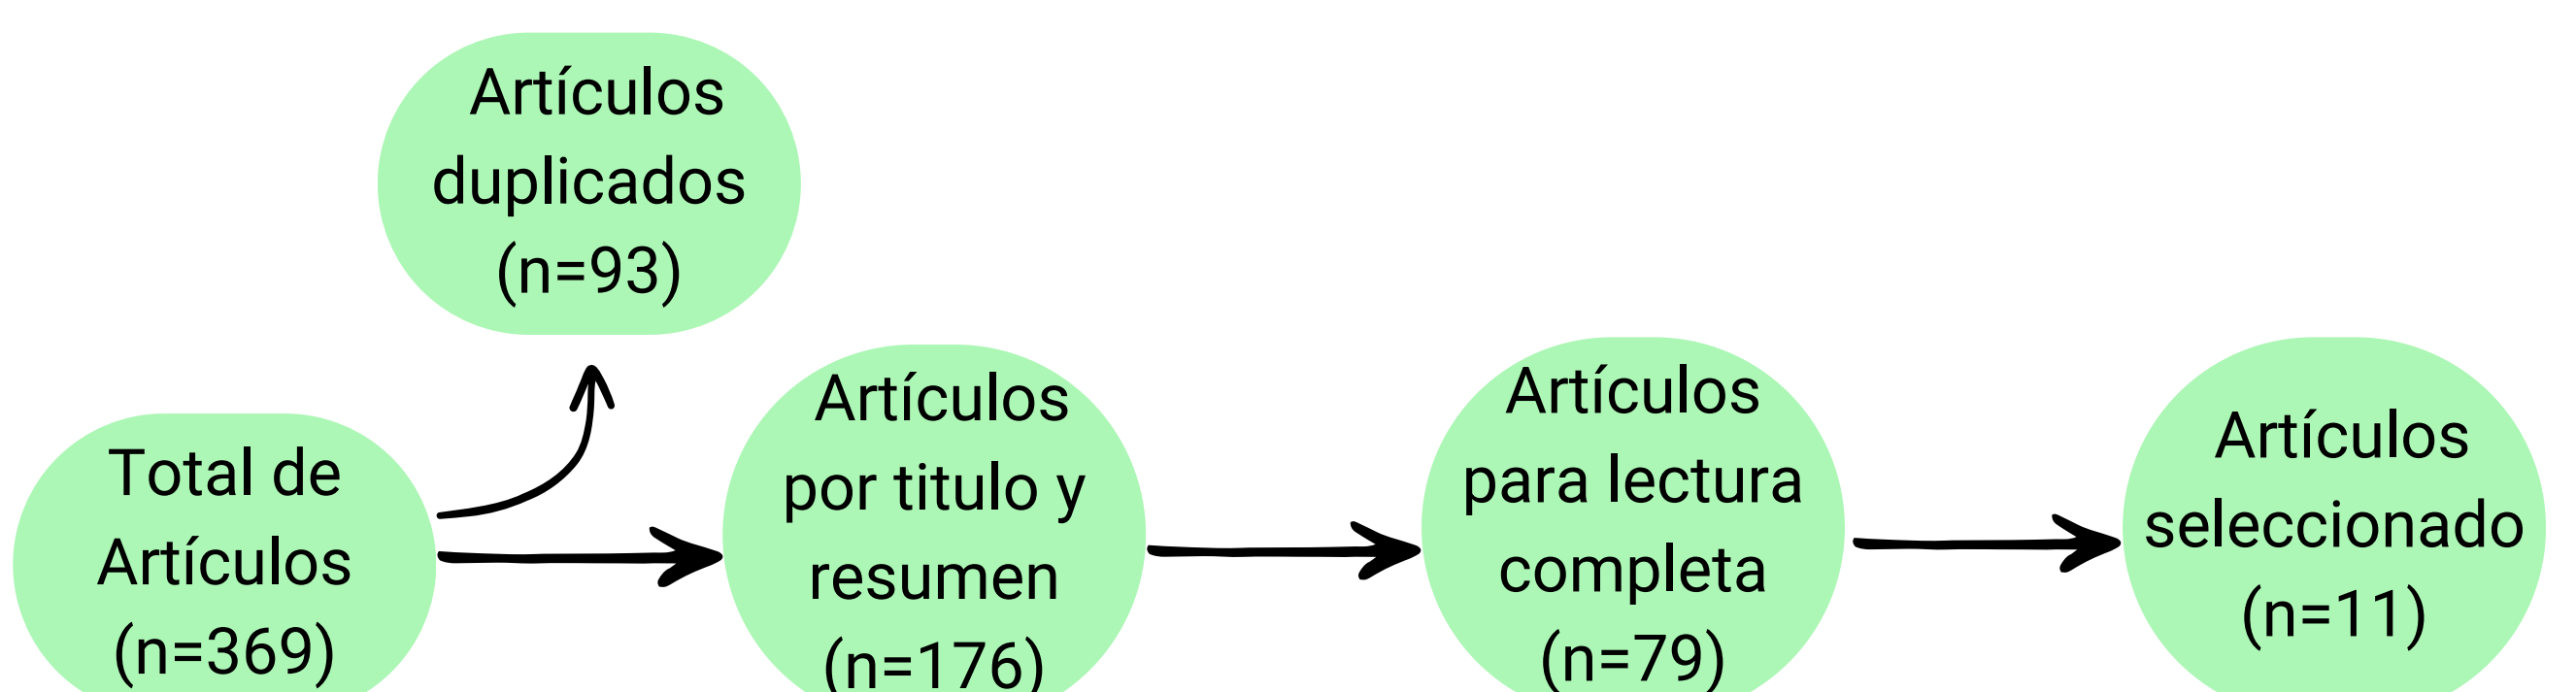 Artículos
duplicados
(n=93)
Total de
Artículos
(n=369)
Artículos
por titulo y
resumen
(n=176)
Artículos
para lectura
completa
(n=79)
Artículos
seleccionado
(n=11)